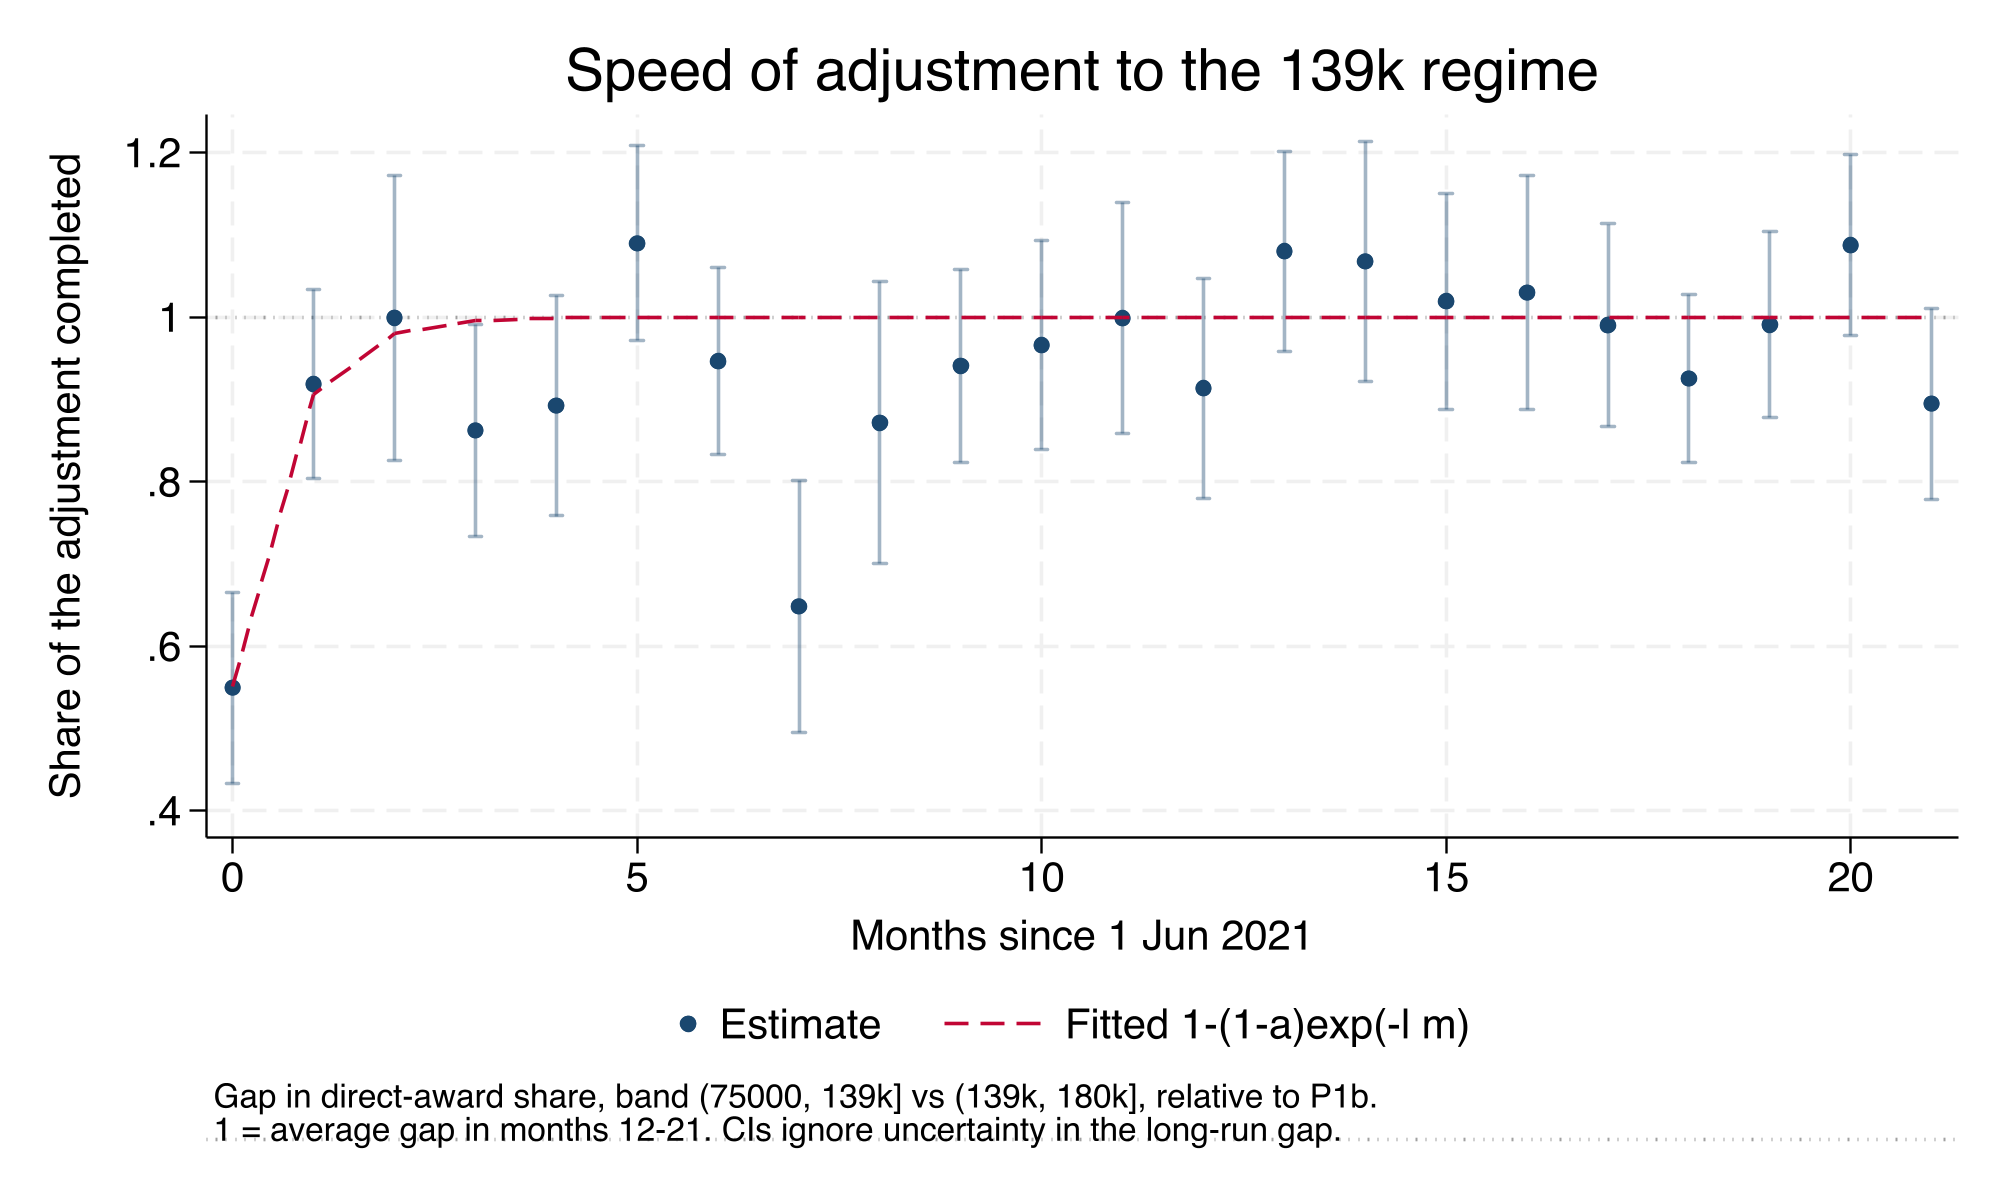 Speed of adjustment to the 139k regime
Share of the adjustment completed
1.2
1
.8
.6
.4
0 5 10 15 20
Months since 1 Jun 2021
Estimate Fitted 1-(1-a)exp(-l m)
Gap in direct-award share, band (75000, 139k] vs (139k, 180k], relative to P1b.
1 = average gap in months 12-21. CIs ignore uncertainty in the long-run gap.